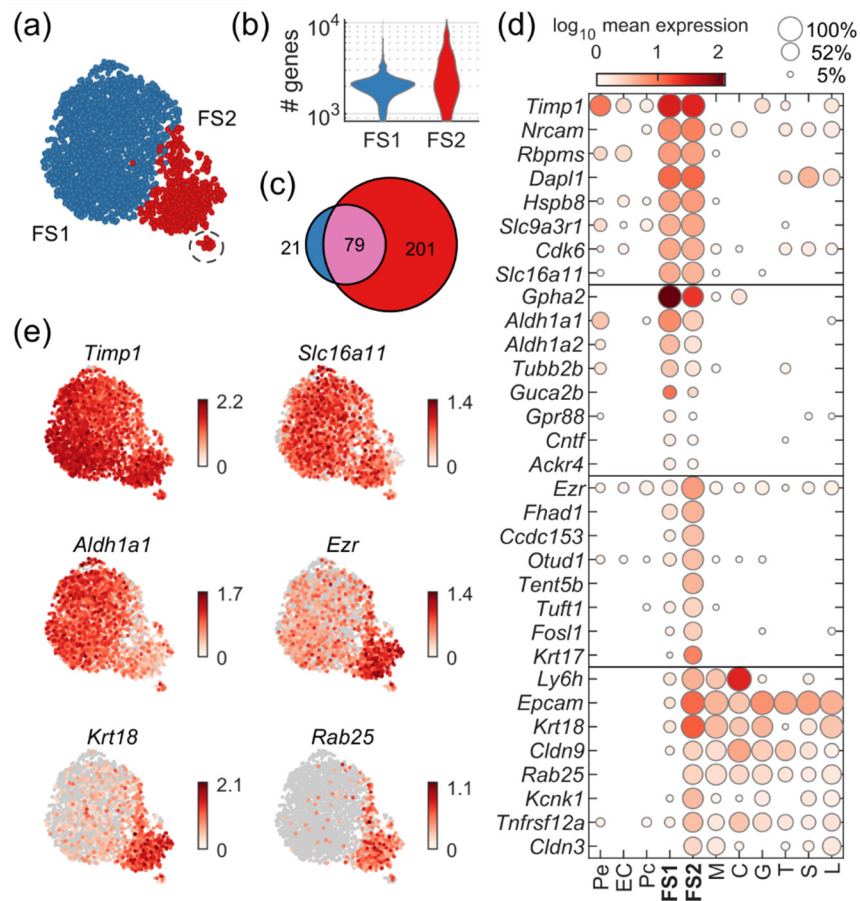 (a)
FS2
FS1
(b)
# genes
10⁴
10³
FS1 FS2
(c)
21 79 201
(d)
log₁₀ mean expression
0 1 2
100%
52%
5%
Timp1
Nrcam
Rbpms
Dapl1
Hspb8
Slc9a3r1
Cdk6
Slc16a11
Gpha2
Aldh1a1
Aldh1a2
Tubb2b
Guca2b
Gpr88
Cntf
Ackr4
Ezr
Fhad1
Ccdc153
Otud1
Tent5b
Tuft1
Fosl1
Krt17
Ly6h
Epcam
Krt18
Cldn9
Rab25
Kcnk1
Tnfrsf12a
Cldn3
Pe EC Pc FS1 FS2 M C G T S L
(e)
Timp1
2.2
0
Slc16a11
1.4
0
Aldh1a1
1.7
0
Ezr
1.4
0
Krt18
2.1
0
Rab25
1.1
0